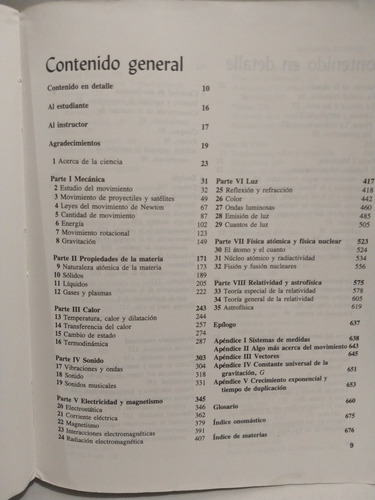 Contenido general
Contenido en detalle 10
Al estudiante 16
Al instructor 17
Agradecimientos 19
1 Acerca de la ciencia 23
Parte I Mecánica 31
2 Estudio del movimiento 32
3 Movimiento de proyectiles y satélites 49
4 Leyes del movimiento de Newton 67
5 Cantidad de movimiento 87
6 Energía 102
7 Movimiento rotacional 123
8 Gravitación 149
Parte II Propiedades de la materia 171
9 Naturaleza atómica de la materia 173
10 Sólidos 189
11 Líquidos 205
12 Gases y plasmas 222
Parte III Calor 243
13 Temperatura, calor y dilatación 244
14 Transferencia del calor 257
15 Cambio de estado 274
16 Termodinámica 287
Parte IV Sonido 303
17 Vibraciones y ondas 304
18 Sonido 318
19 Sonidos musicales 331
Parte V Electricidad y magnetismo 345
20 Electrostática 346
21 Corriente eléctrica 362
22 Magnetismo 379
23 Interacciones electromagnéticas 391
24 Radiación electromagnética 407
Parte VI Luz 417
25 Reflexión y refracción 418
26 Color 442
27 Ondas luminosas 460
28 Emisión de luz 485
29 Cuantos de luz 505
Parte VII Física atómica y física nuclear 523
30 El átomo y el cuanto 524
31 Núcleo atómico y radiactividad 534
32 Fisión y fusión nucleares 556
Parte VIII Relatividad y astrofísica 575
33 Teoría especial de la relatividad 578
34 Teoría general de la relatividad 605
35 Astrofísica 619
Epílogo 637
Apéndice I Sistemas de medidas 638
Apéndice II Algo más acerca del movimiento 643
Apéndice III Vectores 645
Apéndice IV Constante universal de la
gravitación, G 651
Apéndice V Crecimiento exponencial y
tiempo de duplicación 653
Glosario 660
Índice onomástico 675
Índice de materias 676
9